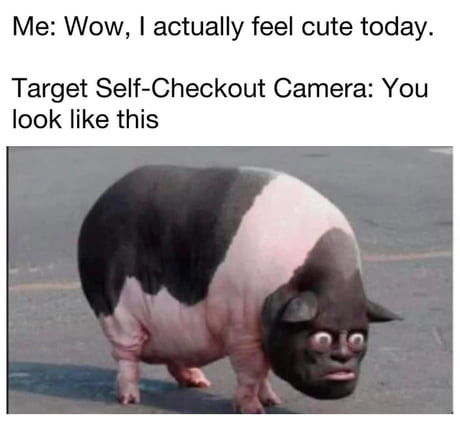 Me: Wow, I actually feel cute today.
Target Self-Checkout Camera: You
look like this